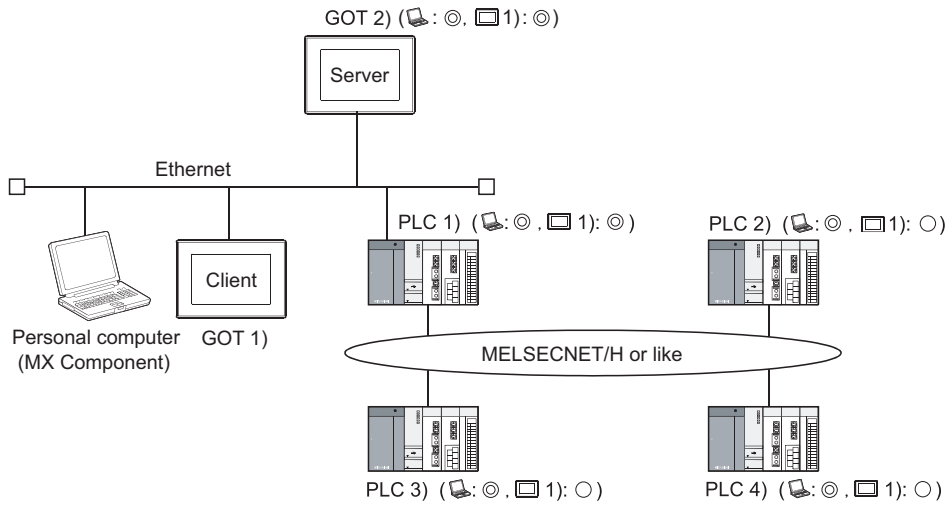 GOT 2) ( : ◎, 1): ◎)
Server
Ethernet
PLC 1) ( : ◎ , 1): ◎ )
PLC 2) ( : ◎ , 1): ○ )
Client
Personal computer
(MX Component)
GOT 1)
MELSECNET/H or like
PLC 3) ( : ◎ , 1): ○ )
PLC 4) ( : ◎ , 1): ○ )